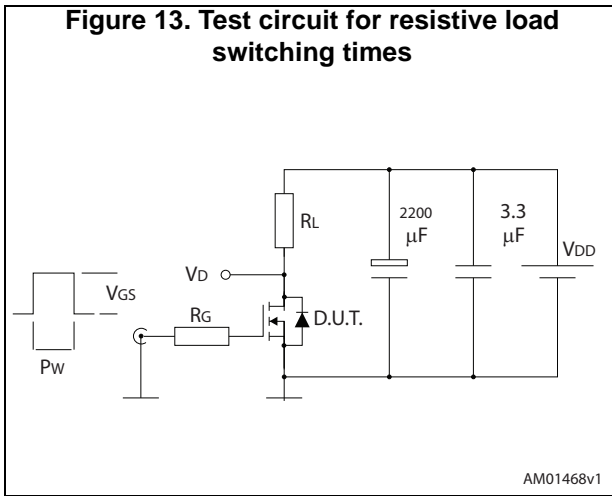 Figure 13. Test circuit for resistive load
switching times
RL
2200
μF
3.3
μF
VDD
VD
VGS
RG
D.U.T.
PW
AM01468v1